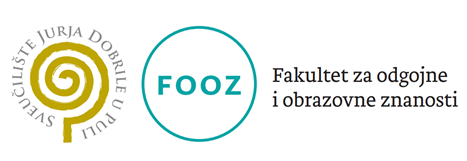 SVEUČILIŠTE JURJA DOBRILE U PULI
FOOZ
Fakultet za odgojne
i obrazovne znanosti